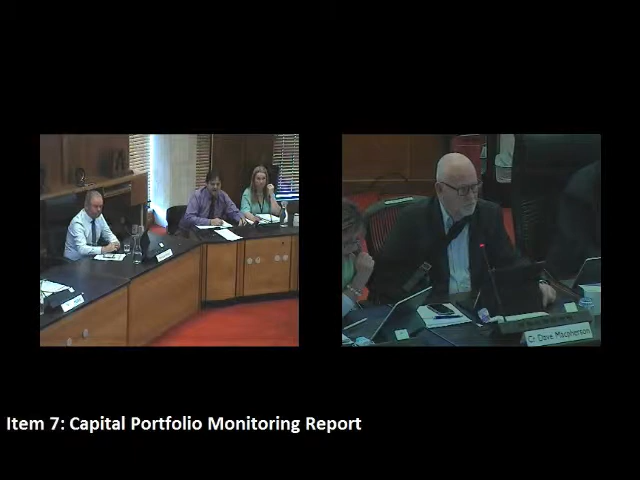 Cr. Dave Macpherson
Item 7: Capital Portfolio Monitoring Report